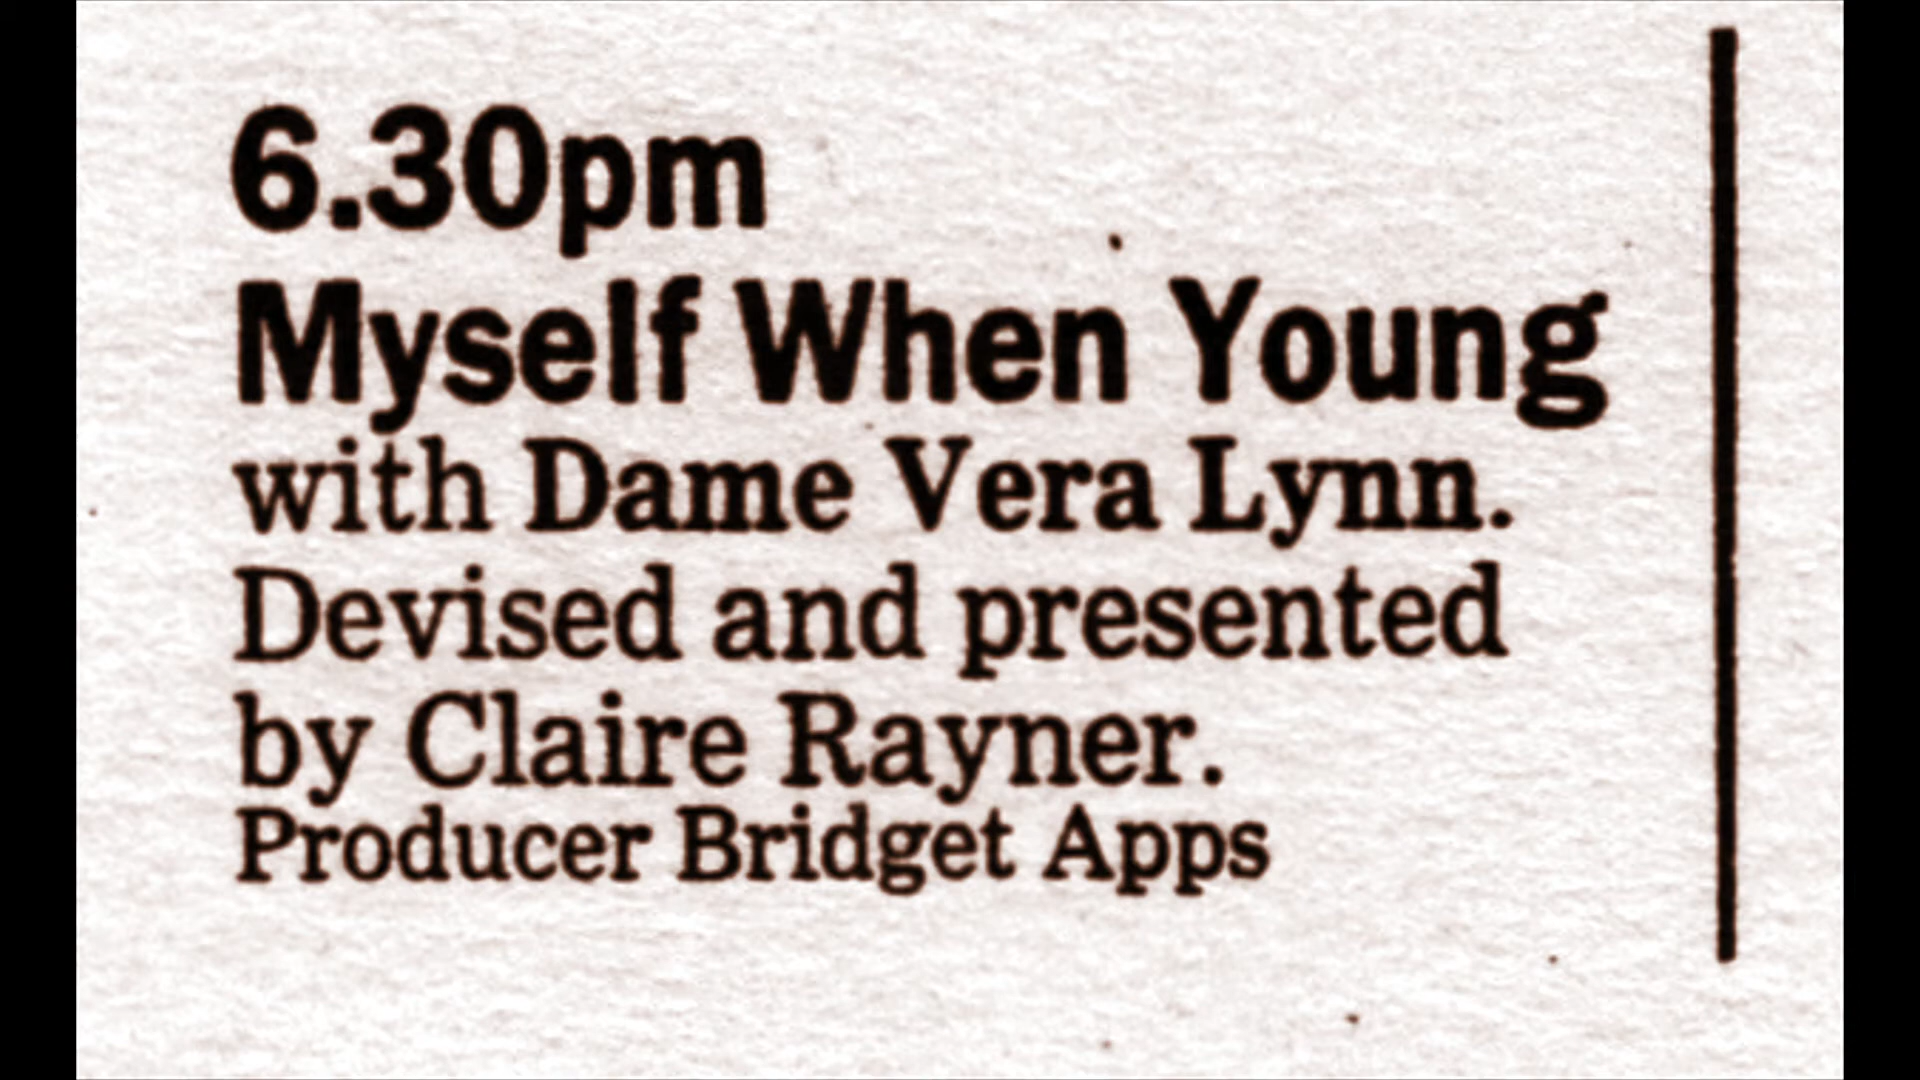 6.30pm
Myself When Young
with Dame Vera Lynn.
Devised and presented
by Claire Rayner.
Producer Bridget Apps